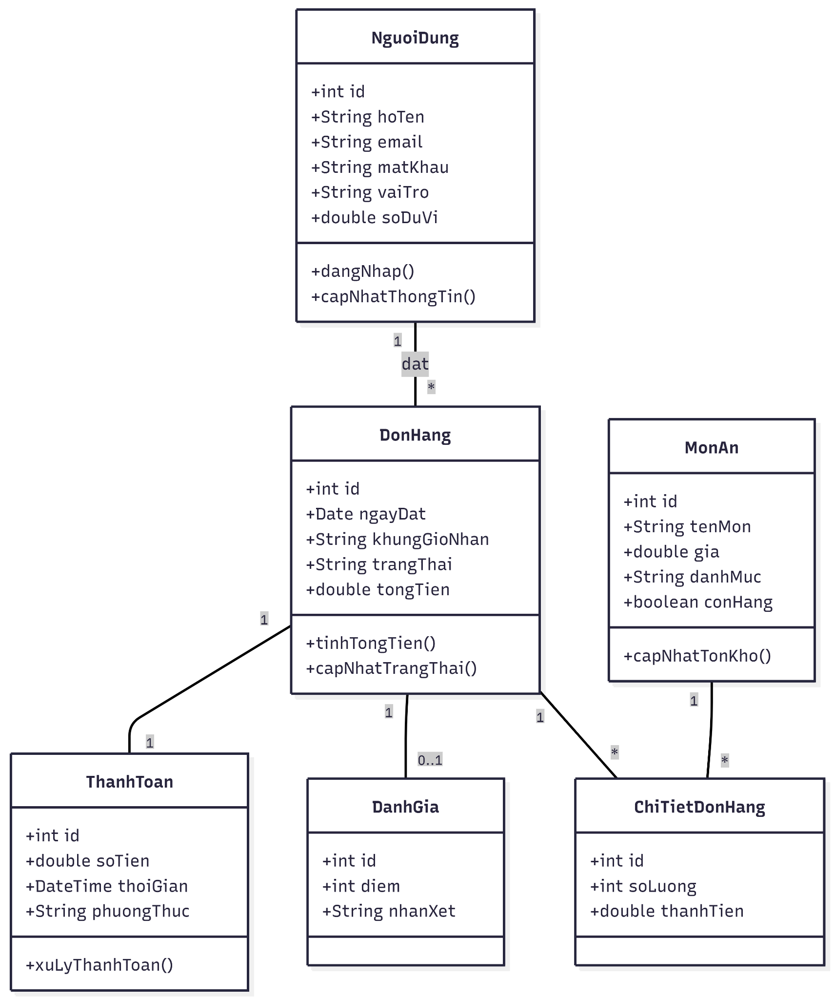 NguoiDung
+int id
+String hoTen
+String email
+String matKhau
+String vaiTro
+double soDuVi
+dangNhap()
+capNhatThongTin()
1
dat
*
DonHang
+int id
+Date ngayDat
+String khungGioNhan
+String trangThai
+double tongTien
+tinhTongTien()
+capNhatTrangThai()
MonAn
+int id
+String tenMon
+double gia
+String danhMuc
+boolean conHang
+capNhatTonKho()
1
1
1
0..1
1
*
1
*
ThanhToan
+int id
+double soTien
+DateTime thoiGian
+String phuongThuc
+xuLyThanhToan()
DanhGia
+int id
+int diem
+String nhanXet
ChiTietDonHang
+int id
+int soLuong
+double thanhTien